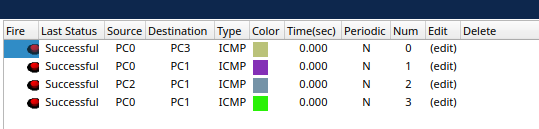 Fire Last Status Source Destination Type Color Time(sec) Periodic Num Edit Delete
Successful PC0 PC3 ICMP 0.000 N 0 (edit)
Successful PC0 PC1 ICMP 0.000 N 1 (edit)
Successful PC2 PC1 ICMP 0.000 N 2 (edit)
Successful PC0 PC1 ICMP 0.000 N 3 (edit)